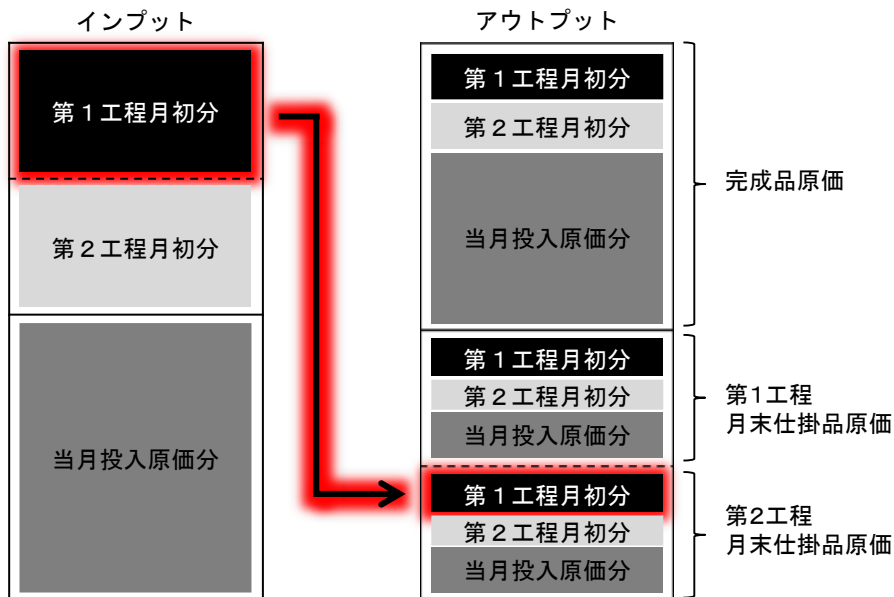 インプット
第１工程月初分
第２工程月初分
当月投入原価分
アウトプット
第１工程月初分
第２工程月初分
当月投入原価分
完成品原価
第１工程月初分
第２工程月初分
当月投入原価分
第1工程
月末仕掛品原価
第１工程月初分
第２工程月初分
当月投入原価分
第2工程
月末仕掛品原価